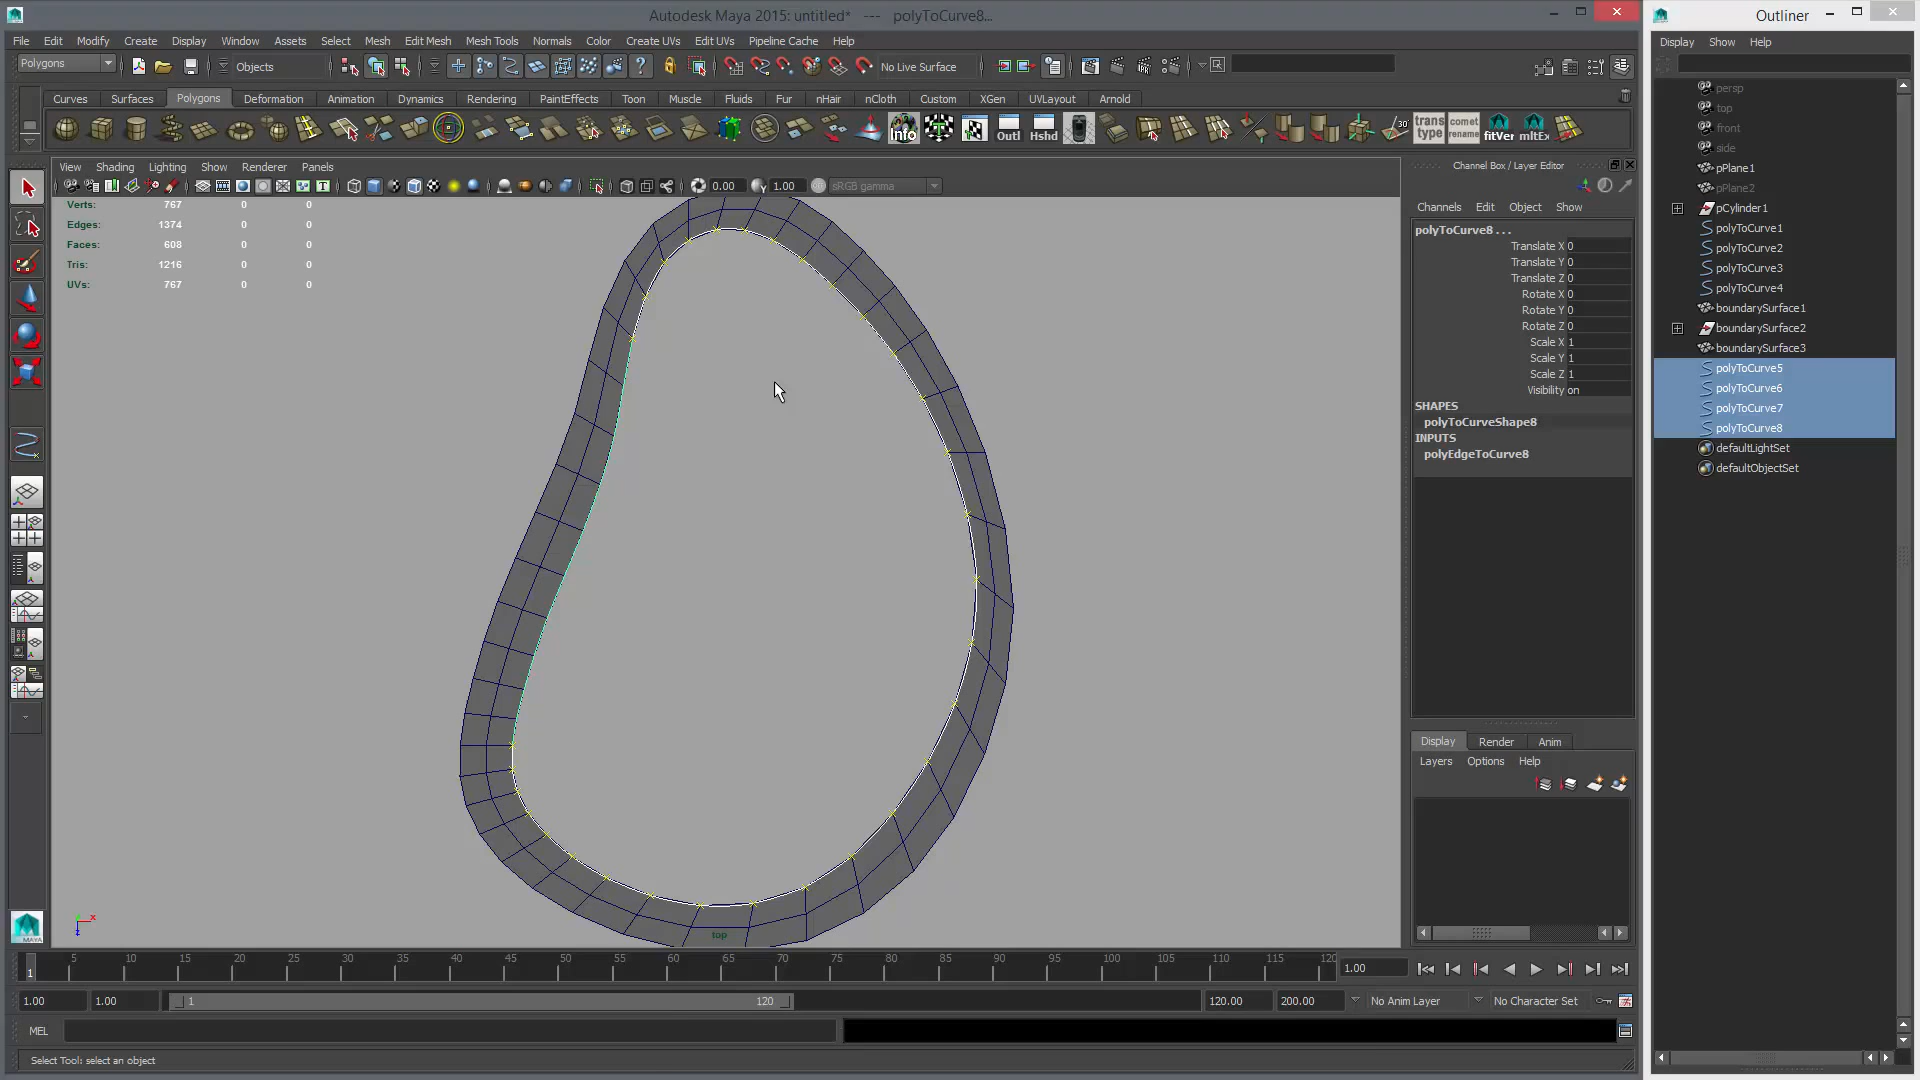 Autodesk Maya 2015: untitled* --- polyToCurve8...
Outliner
File Edit Modify Create Display Window Assets Select Mesh Edit Mesh Mesh Tools Normals Color Create UVs Edit UVs Pipeline Cache Help
Display Show Help
Polygons
Objects
No Live Surface
Curves Surfaces Polygons Deformation Animation Dynamics Rendering PaintEffects Toon Muscle Fluids Fur nHair nCloth Custom XGen UVLayout Arnold
Info
Outl
Hshd
trans type
comet rename
fitVer
mltEx
View Shading Lighting Show Renderer Panels
0.00
1.00
sRGB gamma
Verts: 767 0 0
Edges: 1374 0 0
Faces: 608 0 0
Tris: 1216 0 0
UVs: 767 0 0
top
Channel Box / Layer Editor
Channels Edit Object Show
polyToCurve8 . . .
Translate X 0
Translate Y 0
Translate Z 0
Rotate X 0
Rotate Y 0
Rotate Z 0
Scale X 1
Scale Y 1
Scale Z 1
Visibility on
SHAPES
polyToCurveShape8
INPUTS
polyEdgeToCurve8
Display Render Anim
Layers Options Help
persp
top
front
side
pPlane1
pPlane2
pCylinder1
polyToCurve1
polyToCurve2
polyToCurve3
polyToCurve4
boundarySurface1
boundarySurface2
boundarySurface3
polyToCurve5
polyToCurve6
polyToCurve7
polyToCurve8
defaultLightSet
defaultObjectSet
1 5 10 15 20 25 30 35 40 45 50 55 60 65 70 75 80 85 90 95 100 105 110 115 120
1.00
1.00 1.00 1 120 120.00 200.00 No Anim Layer No Character Set
MEL
Select Tool: select an object
MAYA